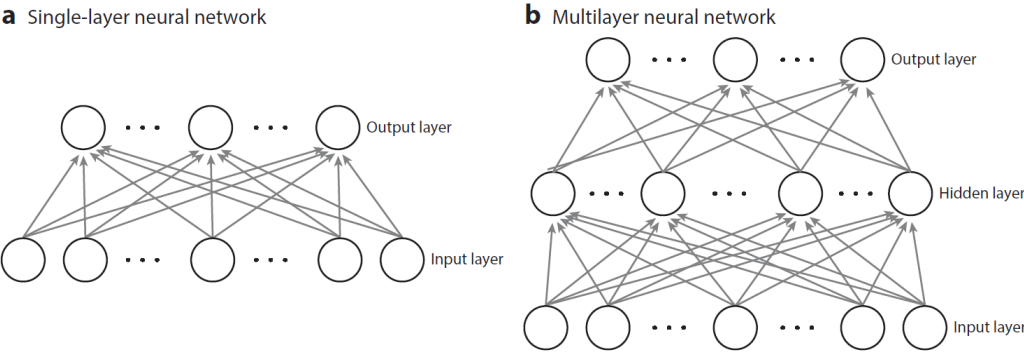 a Single-layer neural network
Output layer
Input layer
b Multilayer neural network
Output layer
Hidden layer
Input layer